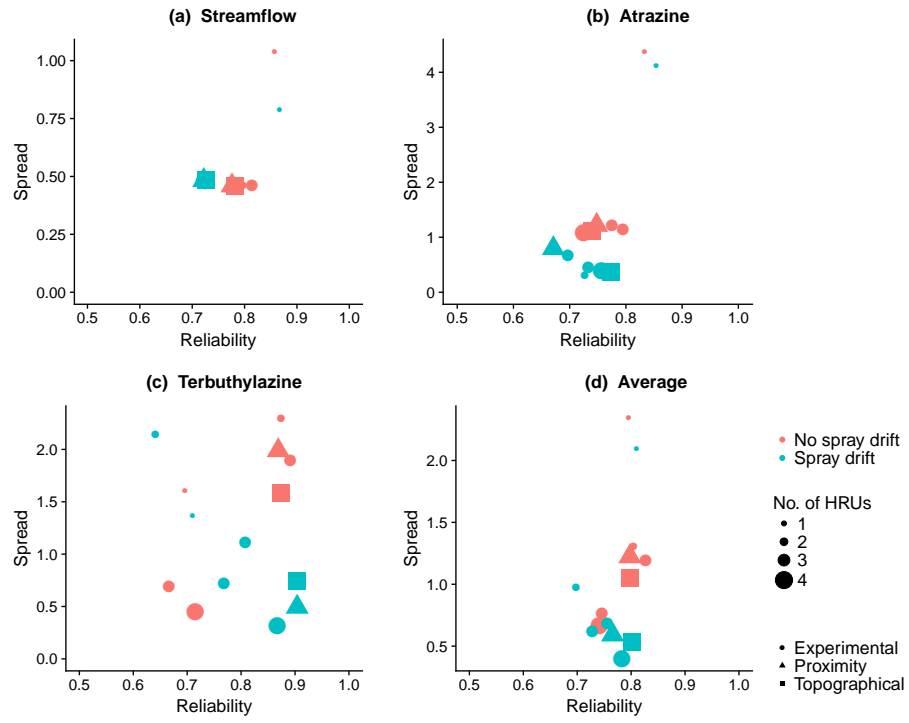 (a) Streamflow
(b) Atrazine
Spread
1.00
0.75
0.50
0.25
0.00
0.5 0.6 0.7 0.8 0.9 1.0
Reliability
Spread
4
3
2
1
0
0.5 0.6 0.7 0.8 0.9 1.0
Reliability
(c) Terbuthylazine
(d) Average
Spread
2.0
1.5
1.0
0.5
0.0
0.5 0.6 0.7 0.8 0.9 1.0
Reliability
Spread
2.0
1.5
1.0
0.5
0.5 0.6 0.7 0.8 0.9 1.0
Reliability
No spray drift
Spray drift
No. of HRUs
1
2
3
4
Experimental
Proximity
Topographical